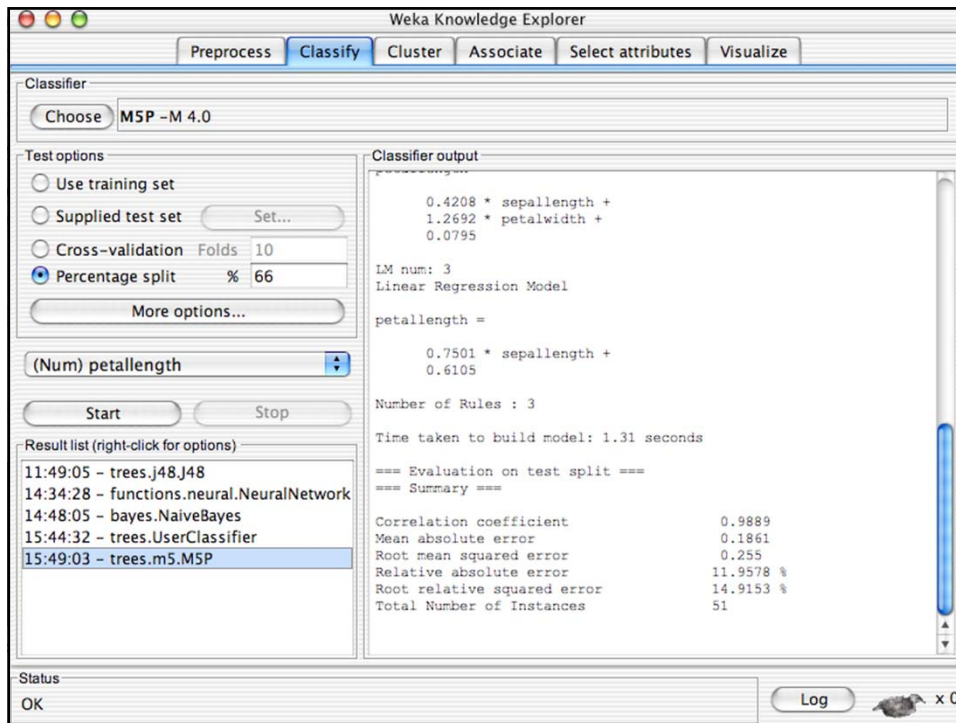 Weka Knowledge Explorer
Preprocess Classify Cluster Associate Select attributes Visualize
Classifier
Choose M5P -M 4.0
Test options
Use training set
Supplied test set Set...
Cross-validation Folds 10
Percentage split % 66
More options...
(Num) petallength
Start Stop
Result list (right-click for options)
11:49:05 - trees.j48.J48
14:34:28 - functions.neural.NeuralNetwork
14:48:05 - bayes.NaiveBayes
15:44:32 - trees.UserClassifier
15:49:03 - trees.m5.M5P
Classifier output
0.4208 * sepallength +
1.2692 * petalwidth +
0.0795
LM num: 3
Linear Regression Model
petallength =
0.7501 * sepallength +
0.6105
Number of Rules : 3
Time taken to build model: 1.31 seconds
=== Evaluation on test split ===
=== Summary ===
Correlation coefficient 0.9889
Mean absolute error 0.1861
Root mean squared error 0.255
Relative absolute error 11.9578 %
Root relative squared error 14.9153 %
Total Number of Instances 51
Status
OK
Log x 0